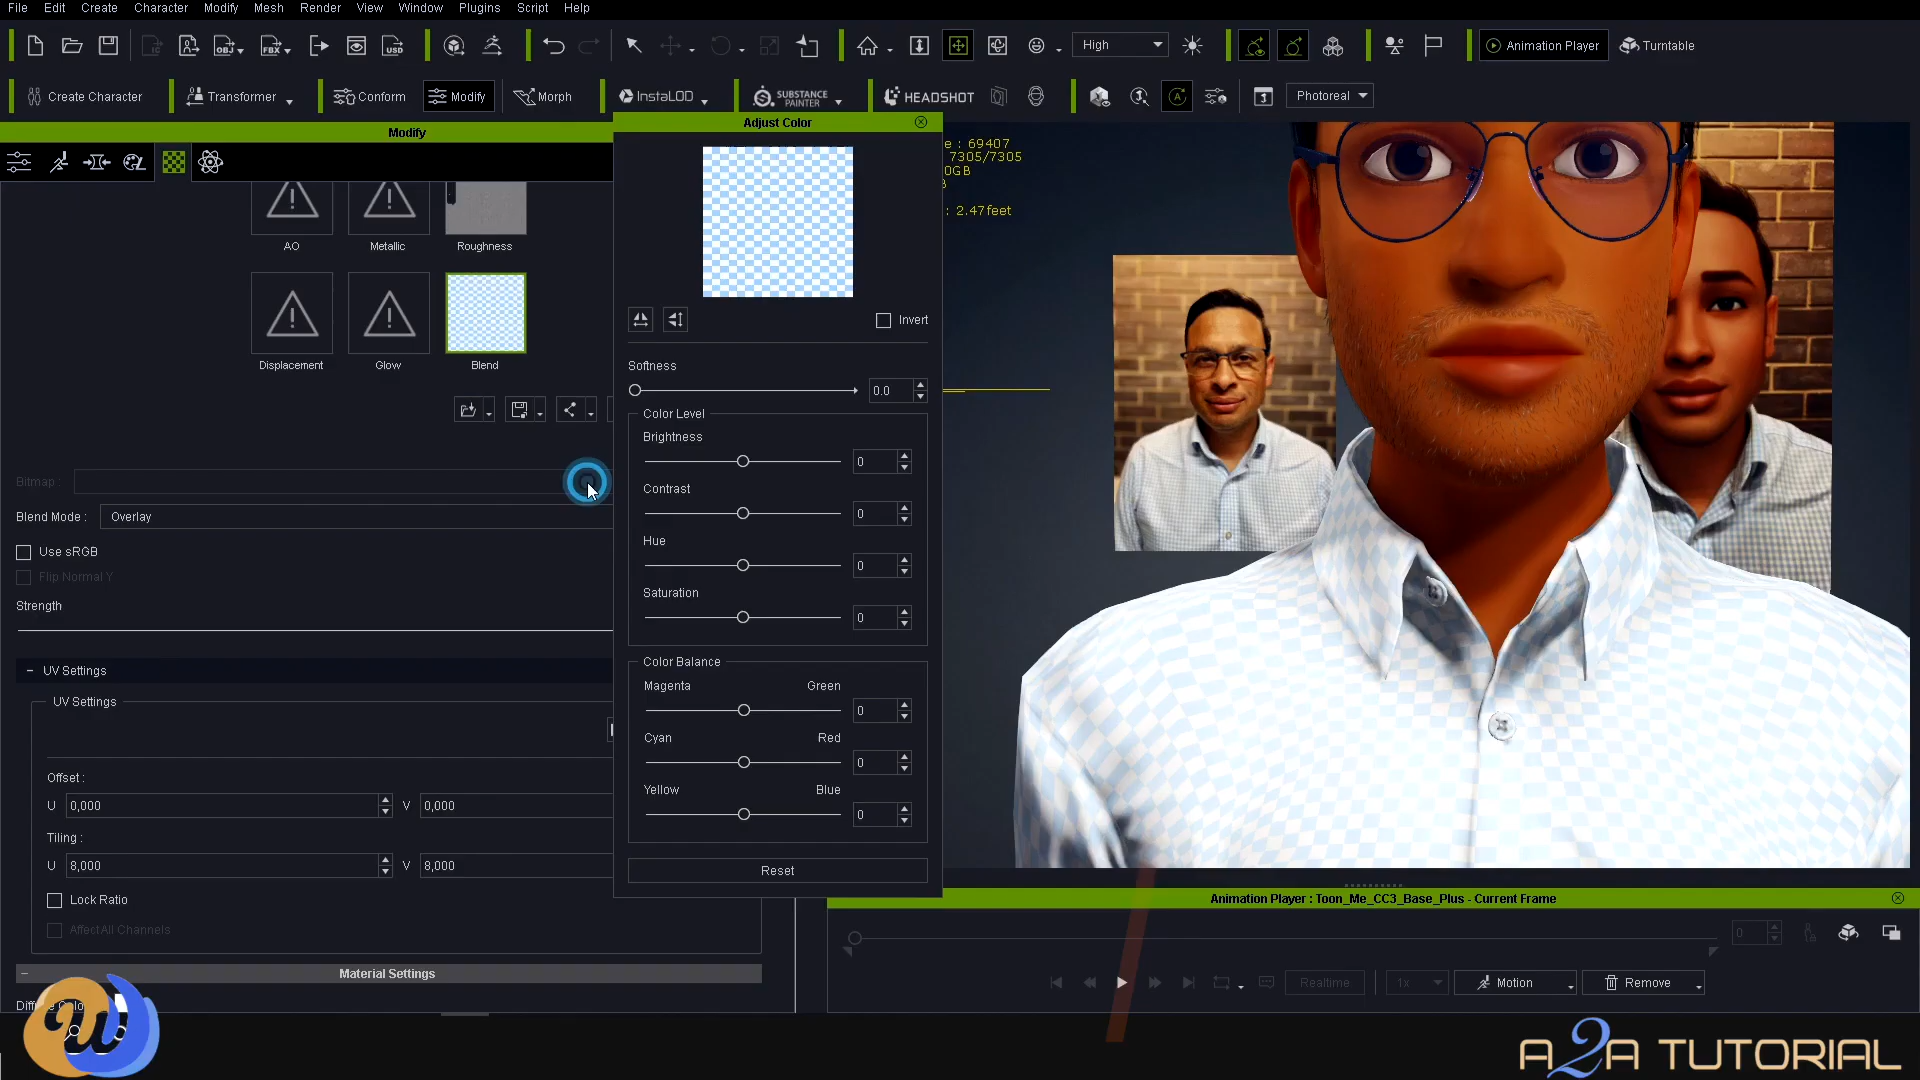 File Edit Create Character Modify Mesh Render View Window Plugins Script Help
High Animation Player Turntable
Create Character Transformer Conform Modify Morph InstaLOD SUBSTANCE PAINTER HEADSHOT Photoreal
Modify
AO Metallic Roughness
Displacement Glow Blend
Bitmap :
Blend Mode : Overlay
Use sRGB
Flip Normal Y
Strength
UV Settings
UV Settings
Offset :
U 0,000 V 0,000
Tiling :
U 8,000 V 8,000
Lock Ratio
Affect All Channels
Material Settings
Adjust Color
Invert
Softness
0.0
Color Level
Brightness
0
Contrast
0
Hue
0
Saturation
0
Color Balance
Magenta Green
0
Cyan Red
0
Yellow Blue
0
Reset
e : 69407
7305/7305
0GB
: 2.47feet
Animation Player : Toon_Me_CC3_Base_Plus - Current Frame
0
Realtime 1x Motion Remove
A2A TUTORIAL